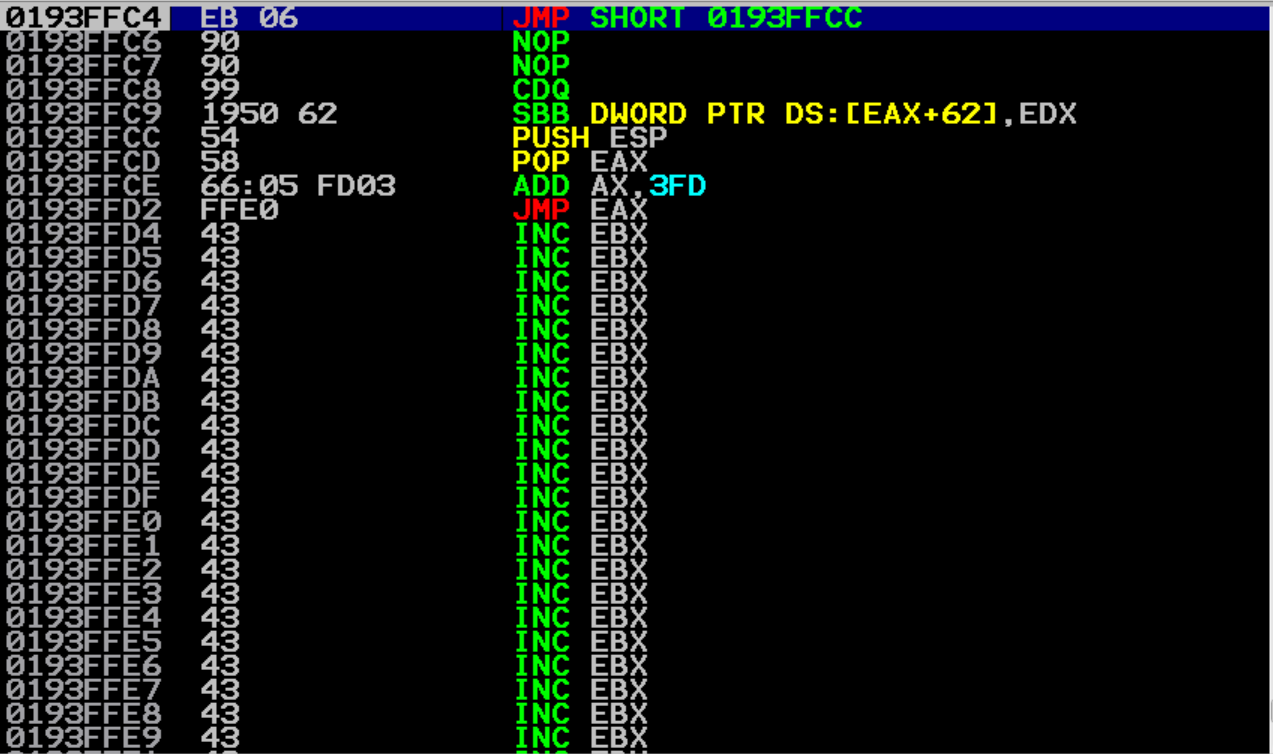 0193FFC4 EB 06 JMP SHORT 0193FFCC
0193FFC6 90 NOP
0193FFC7 90 NOP
0193FFC8 99 CDQ
0193FFC9 1950 62 SBB DWORD PTR DS:[EAX+62],EDX
0193FFCC 54 PUSH ESP
0193FFCD 58 POP EAX
0193FFCE 66:05 FD03 ADD AX,3FD
0193FFD2 FFE0 JMP EAX
0193FFD4 43 INC EBX
0193FFD5 43 INC EBX
0193FFD6 43 INC EBX
0193FFD7 43 INC EBX
0193FFD8 43 INC EBX
0193FFD9 43 INC EBX
0193FFDA 43 INC EBX
0193FFDB 43 INC EBX
0193FFDC 43 INC EBX
0193FFDD 43 INC EBX
0193FFDE 43 INC EBX
0193FFDF 43 INC EBX
0193FFE0 43 INC EBX
0193FFE1 43 INC EBX
0193FFE2 43 INC EBX
0193FFE3 43 INC EBX
0193FFE4 43 INC EBX
0193FFE5 43 INC EBX
0193FFE6 43 INC EBX
0193FFE7 43 INC EBX
0193FFE8 43 INC EBX
0193FFE9 43 INC EBX